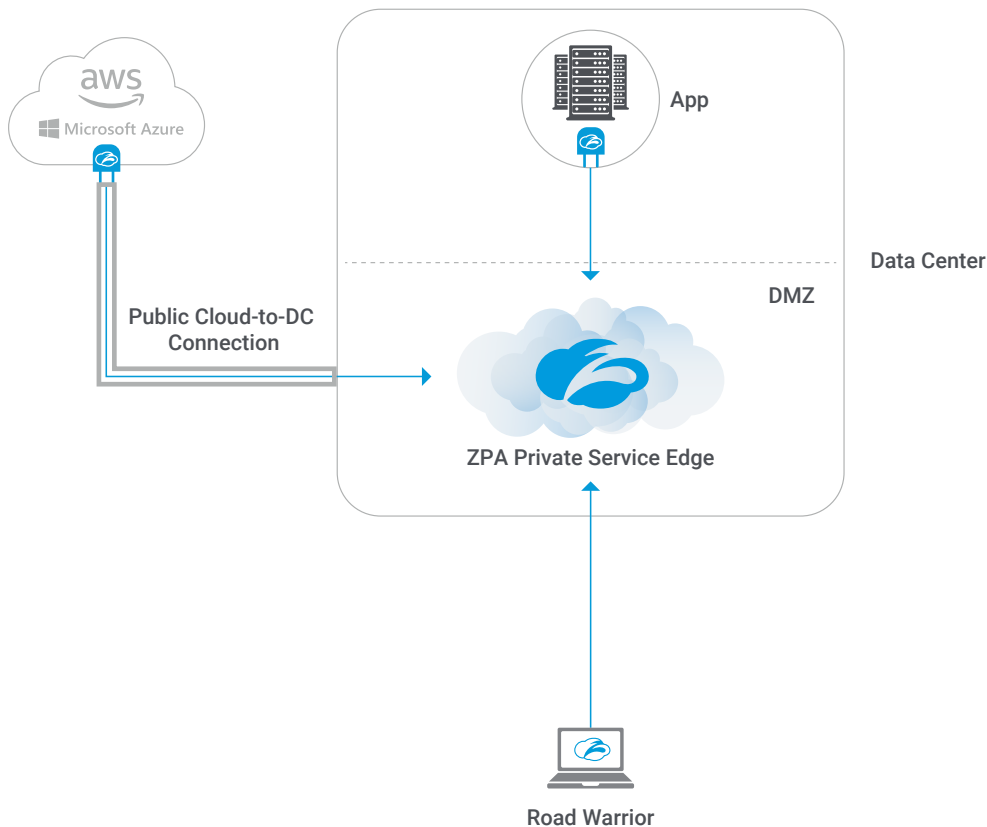 aws
Microsoft Azure
App
Data Center
DMZ
Public Cloud-to-DC
Connection
ZPA Private Service Edge
Road Warrior